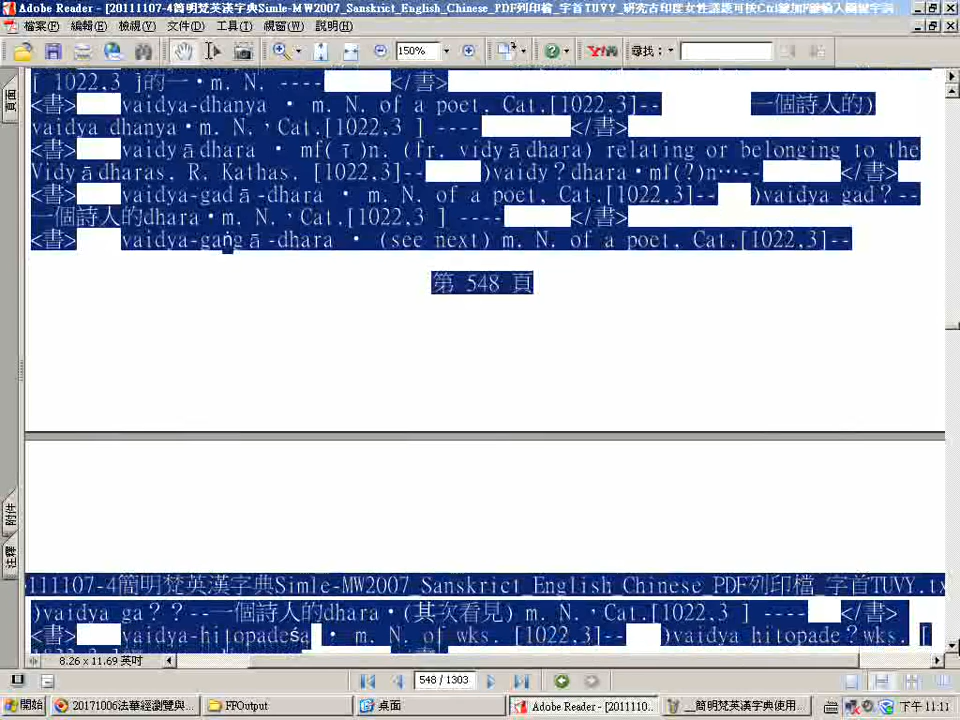 Adobe Reader - [20111107-4簡明梵英漢字典Simle-MW2007_Sanskrict_English_Chinese_PDF列印檔_字首TUVY_研究古印度女性議題可按Ctrl鍵加F鍵輸入關鍵字詞
檔案(F) 編輯(E) 檢視(V) 文件(D) 工具(T) 視窗(W) 說明(H)
150% Y! 尋找：
頁面
[ 1022,3 ]的一‧m. N. ---- </書>
<書> vaidya-dhanya ‧ m. N. of a poet, Cat.[1022,3]-- 一個詩人的)
vaidya dhanya‧m. N.，Cat.[1022,3 ] ---- </書>
<書> vaidyādhara ‧ mf(ī)n. (fr. vidyādhara) relating or belonging to the
Vidyādharas, R. Kathas. [1022,3]-- )vaidy？dhara‧mf(?)n…-- </書>
<書> vaidya-gadā-dhara ‧ m. N. of a poet, Cat.[1022,3]-- )vaidya gad？--
一個詩人的dhara‧m. N.，Cat.[1022,3 ] ---- </書>
<書> vaidya-gaṅgā-dhara ‧ (see next) m. N. of a poet, Cat.[1022,3]--
第 548 頁
附件
註釋
111107-4簡明梵英漢字典Simle-MW2007_Sanskrict_English_Chinese_PDF列印檔_字首TUVY.tx
)vaidya ga？？--一個詩人的dhara‧(其次看見) m. N.，Cat.[1022,3 ] ---- </書>
<書> vaidya-hitopadeśa ‧ m. N. of wks. [1022,3]-- )vaidya hitopade？wks. [
8.26 x 11.69 英吋
548 / 1303
開始 20171006法華經瀏覽與... FFOutput 桌面 Adobe Reader - [2011110... __簡明梵英字典使用... 下午 11:11